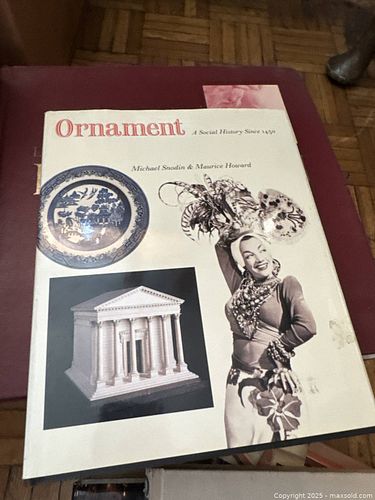 Ornament A Social History Since 1450
Michael Snodin & Maurice Howard
Copyright © 2025 - maxsold.com